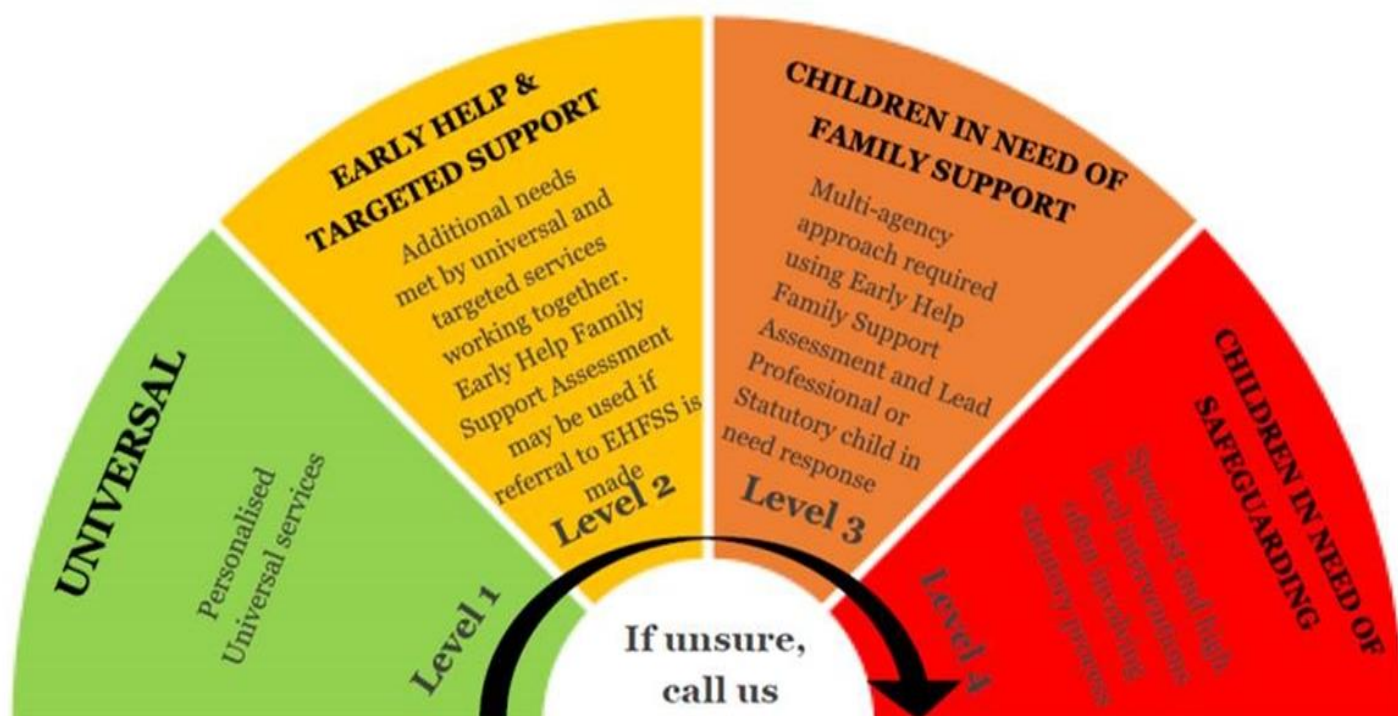 UNIVERSAL
Personalised
Universal services
Level 1
EARLY HELP &
TARGETED SUPPORT
Additional needs
met by universal and
targeted services
working together.
Early Help Family
Support Assessment
may be used if
referral to EHFSS is
made
Level 2
CHILDREN IN NEED OF
FAMILY SUPPORT
Multi-agency
approach required
using Early Help
Family Support
Assessment and Lead
Professional or
Statutory child in
need response
Level 3
CHILDREN IN NEED OF
SAFEGUARDING
Specialist and high
level interventions
often involving
statutory process
Level 4
If unsure,
call us